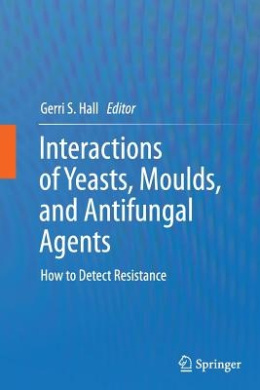 Gerri S. Hall Editor
Interactions
of Yeasts, Moulds,
and Antifungal
Agents
How to Detect Resistance
Springer